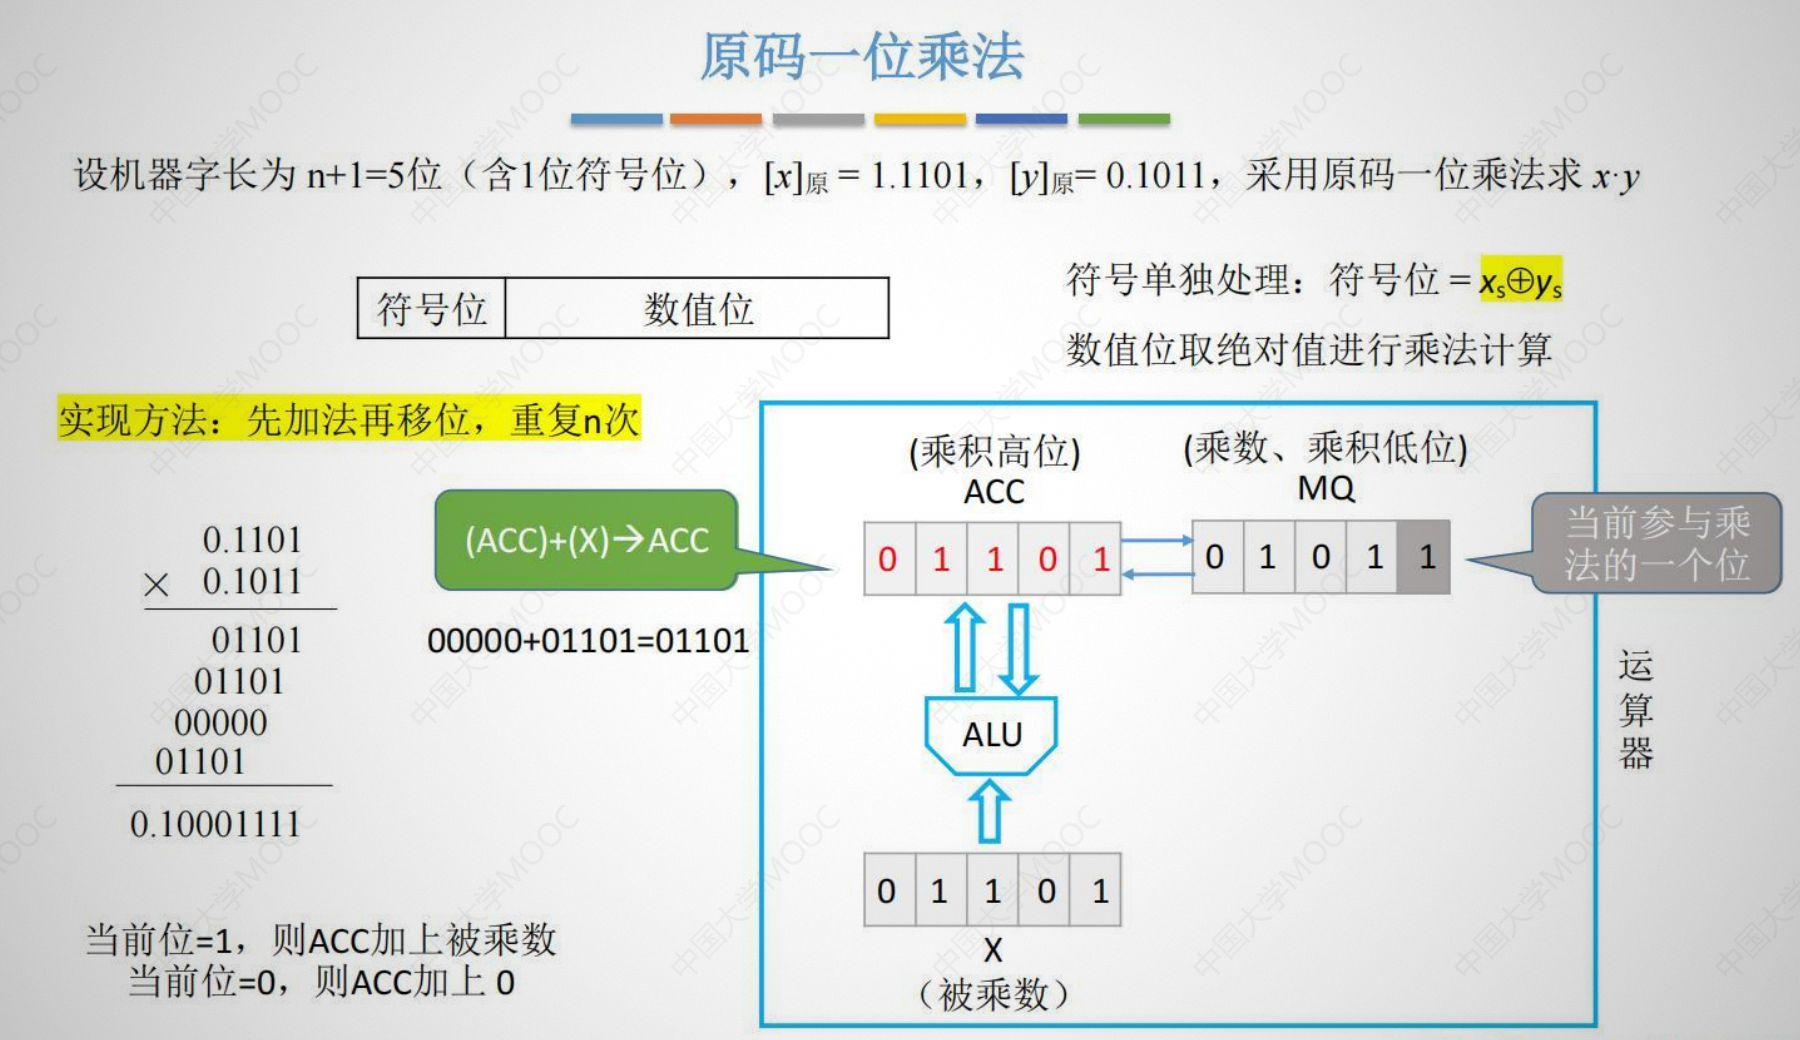 原码一位乘法
设机器字长为 n+1=5位（含1位符号位），[x]原 = 1.1101，[y]原= 0.1011，采用原码一位乘法求 x·y
符号位 数值位
符号单独处理：符号位 = xs⊕ys
数值位取绝对值进行乘法计算
实现方法：先加法再移位，重复n次
0.1101
× 0.1011
01101
01101
00000
01101
0.10001111
当前位=1，则ACC加上被乘数
当前位=0，则ACC加上 0
(ACC)+(X)→ACC
00000+01101=01101
(乘积高位)
ACC
0 1 1 0 1
(乘数、乘积低位)
MQ
0 1 0 1 1
当前参与乘
法的一个位
ALU
0 1 1 0 1
X
（被乘数）
运
算
器
中国大学MOOC